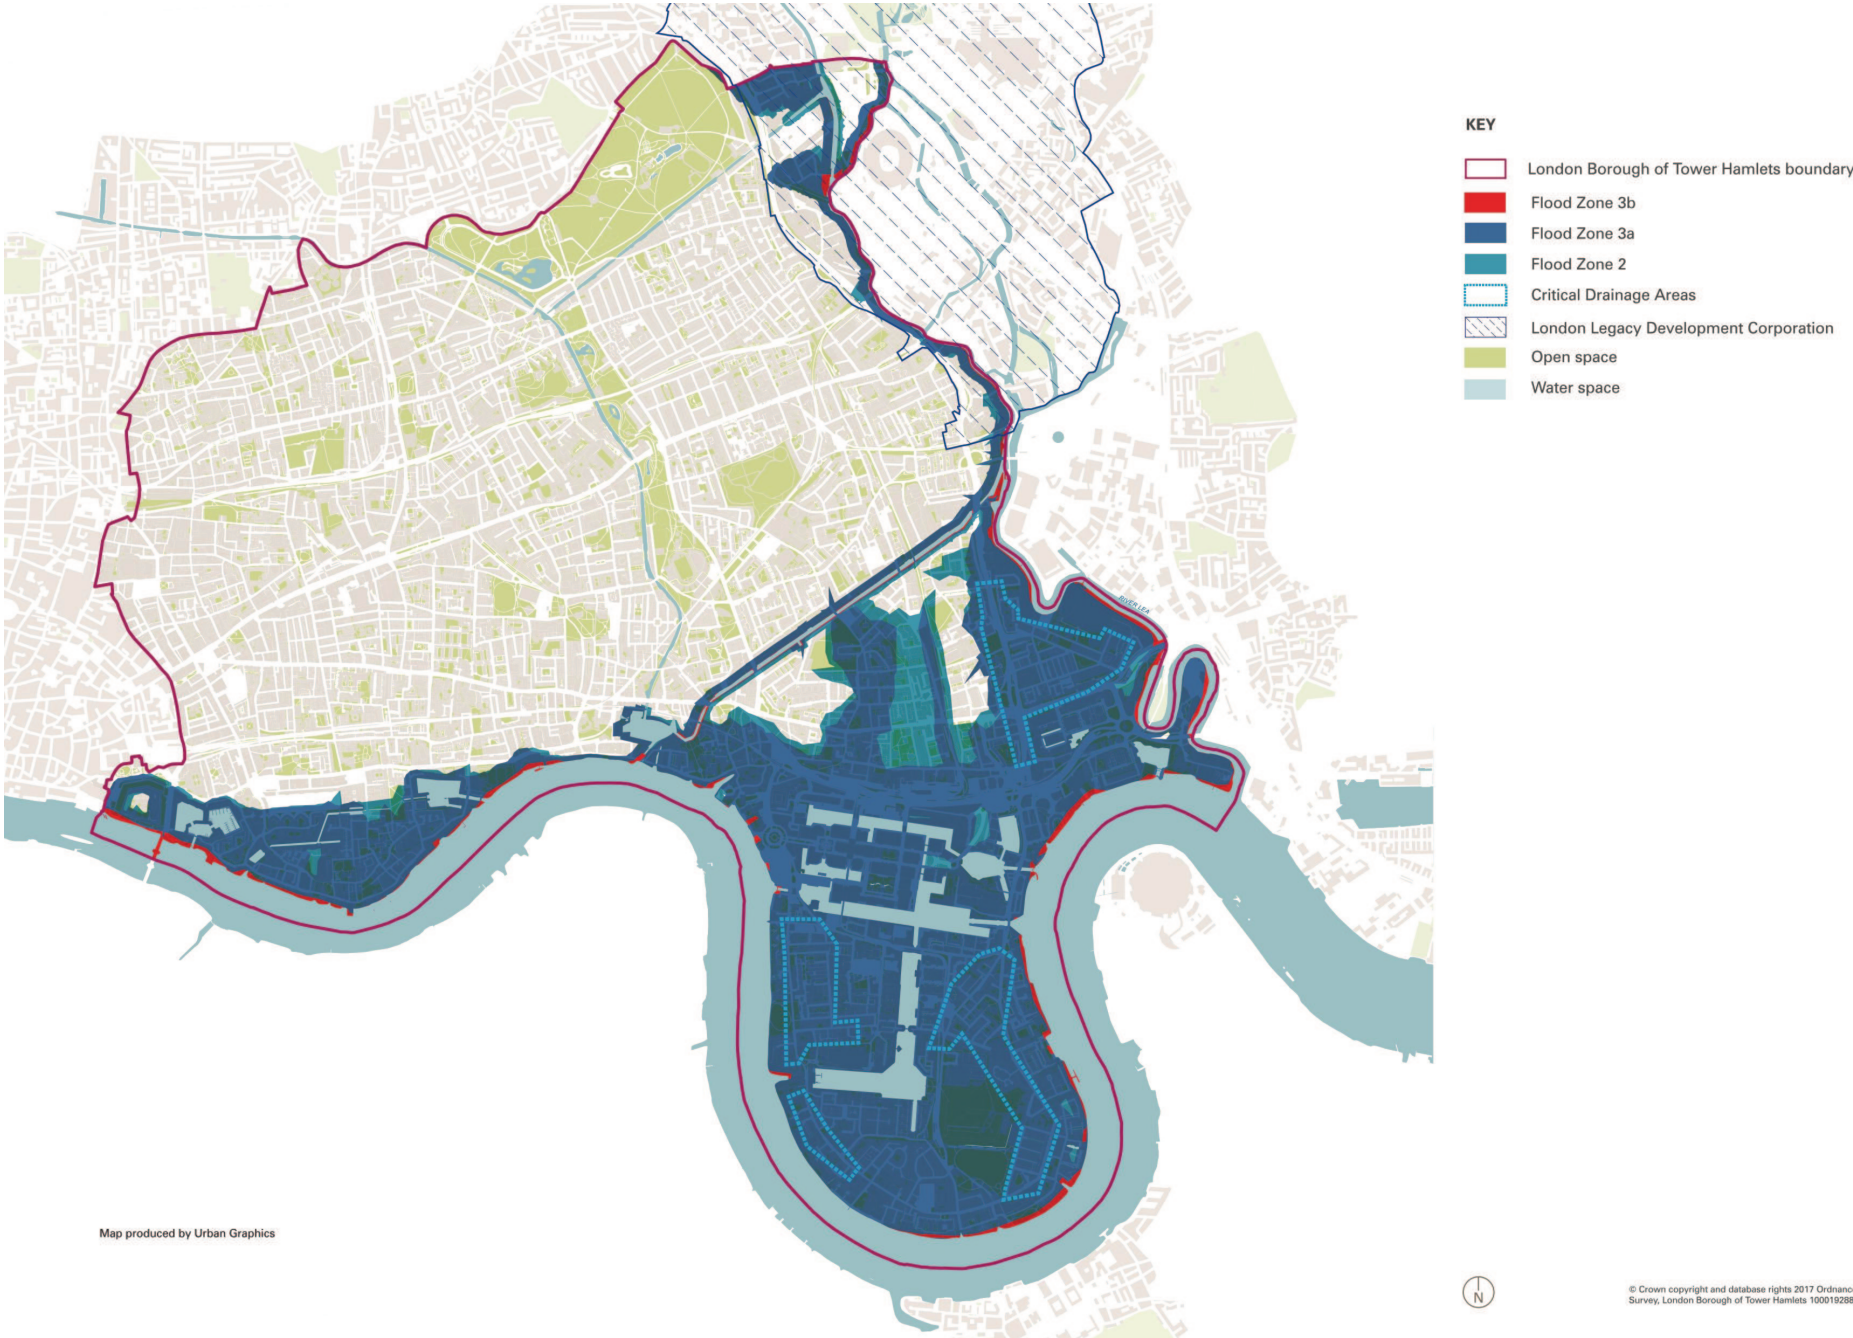 KEY
London Borough of Tower Hamlets boundary
Flood Zone 3b
Flood Zone 3a
Flood Zone 2
Critical Drainage Areas
London Legacy Development Corporation
Open space
Water space
RIVER LEA
Map produced by Urban Graphics
N
© Crown copyright and database rights 2017 Ordnance
Survey, London Borough of Tower Hamlets 100019288